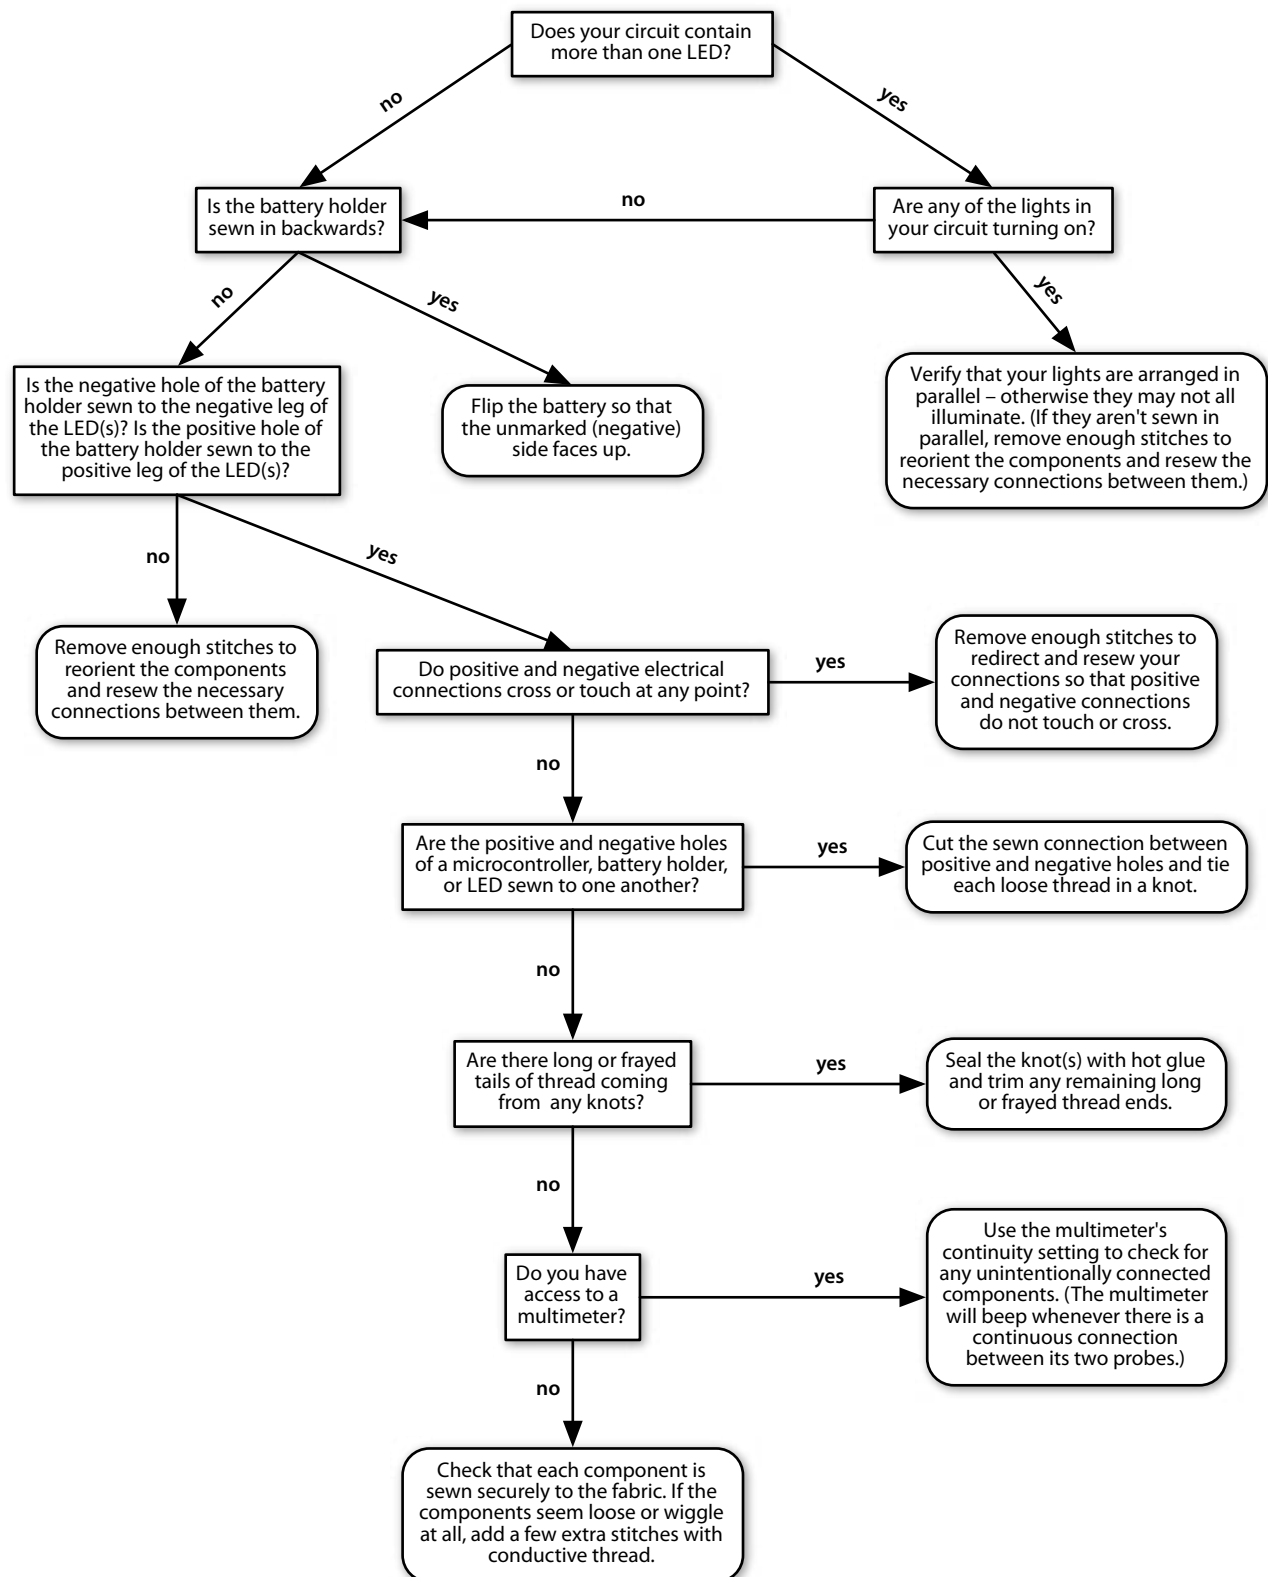 Does your circuit contain
more than one LED?
no
yes
Is the battery holder
sewn in backwards?
no
Are any of the lights in
your circuit turning on?
no
yes
yes
Is the negative hole of the battery
holder sewn to the negative leg of
the LED(s)? Is the positive hole of
the battery holder sewn to the
positive leg of the LED(s)?
Flip the battery so that
the unmarked (negative)
side faces up.
Verify that your lights are arranged in
parallel – otherwise they may not all
illuminate. (If they aren't sewn in
parallel, remove enough stitches to
reorient the components and resew the
necessary connections between them.)
no
yes
Remove enough stitches to
reorient the components
and resew the necessary
connections between them.
Do positive and negative electrical
connections cross or touch at any point?
yes
Remove enough stitches to
redirect and resew your
connections so that positive
and negative connections
do not touch or cross.
no
Are the positive and negative holes
of a microcontroller, battery holder,
or LED sewn to one another?
yes
Cut the sewn connection between
positive and negative holes and tie
each loose thread in a knot.
no
Are there long or frayed
tails of thread coming
from any knots?
yes
Seal the knot(s) with hot glue
and trim any remaining long
or frayed thread ends.
no
Do you have
access to a
multimeter?
yes
Use the multimeter's
continuity setting to check for
any unintentionally connected
components. (The multimeter
will beep whenever there is a
continuous connection
between its two probes.)
no
Check that each component is
sewn securely to the fabric. If the
components seem loose or wiggle
at all, add a few extra stitches with
conductive thread.